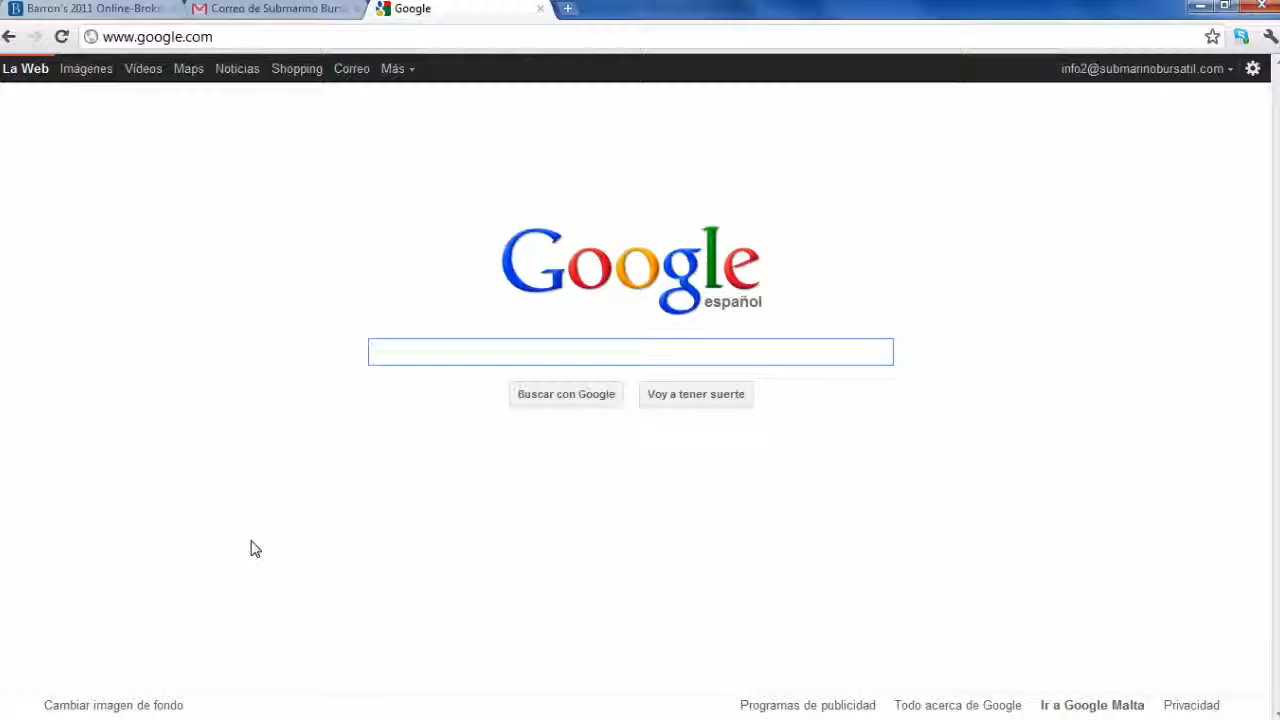 Barron's 2011 Online-Brok
Correo de Submarino Bursa
Google
www.google.com
La Web Imágenes Vídeos Maps Noticias Shopping Correo Más
info2@submarinobursatil.com
Google
español
Buscar con Google
Voy a tener suerte
Cambiar imagen de fondo
Programas de publicidad Todo acerca de Google Ir a Google Malta Privacidad